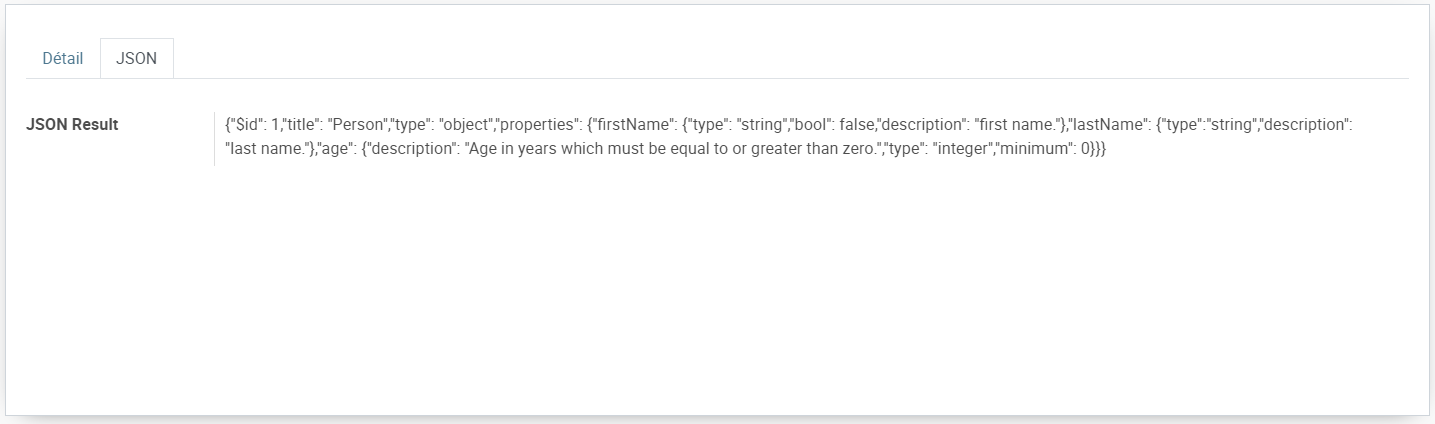 Détail JSON
JSON Result
{"$id": 1,"title": "Person","type": "object","properties": {"firstName": {"type": "string","bool": false,"description": "first name."},"lastName": {"type":"string","description":
"last name."},"age": {"description": "Age in years which must be equal to or greater than zero.","type": "integer","minimum": 0}}}